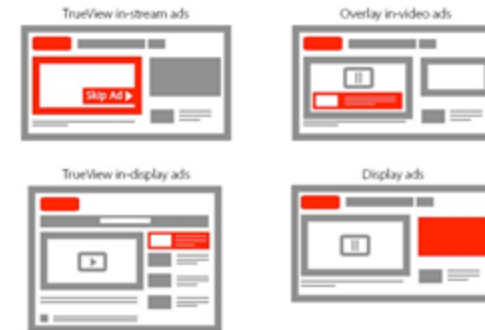 TrueView in-stream ads
Overlay in-video ads
Skip Ad
TrueView in-display ads
Display ads